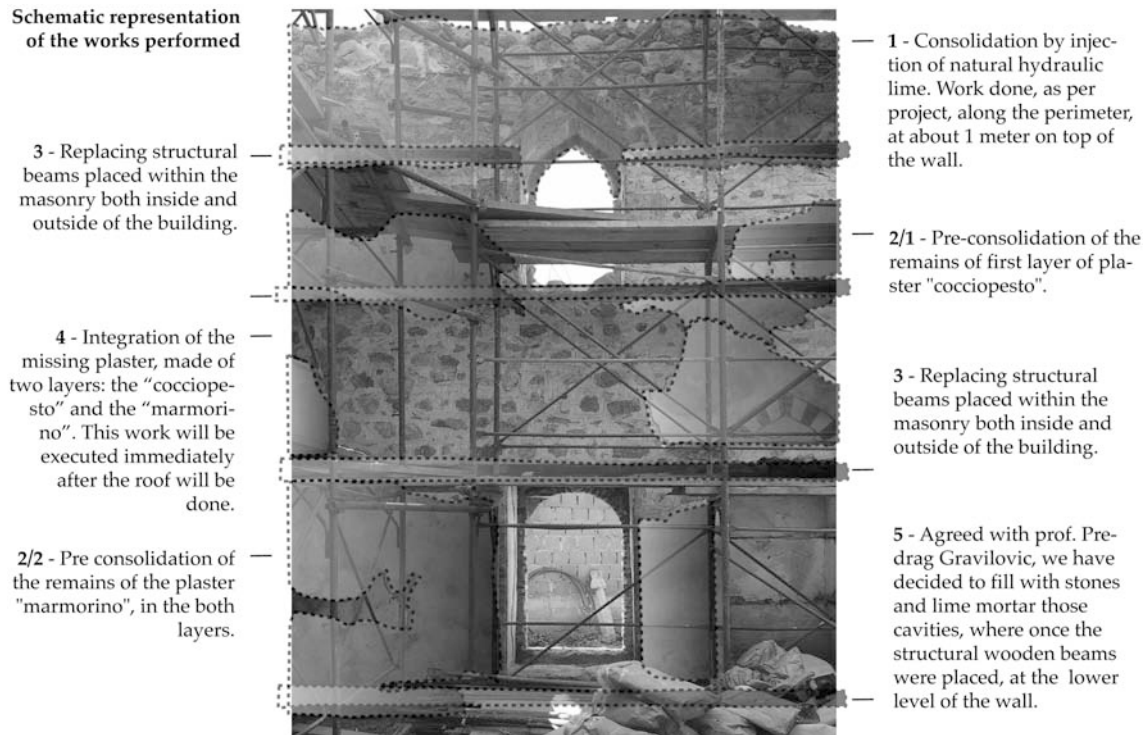 Schematic representation
of the works performed
3 - Replacing structural
beams placed within the
masonry both inside and
outside of the building.
4 - Integration of the
missing plaster, made of
two layers: the “cocciope-
sto” and the “marmori-
no”. This work will be
executed immediately
after the roof will be
done.
2/2 - Pre consolidation of
the remains of the plaster
"marmorino", in the both
layers.
1 - Consolidation by injec-
tion of natural hydraulic
lime. Work done, as per
project, along the perimeter,
at about 1 meter on top of
the wall.
2/1 - Pre-consolidation of the
remains of first layer of pla-
ster "cocciopesto".
3 - Replacing structural
beams placed within the
masonry both inside and
outside of the building.
5 - Agreed with prof. Pre-
drag Gravilovic, we have
decided to fill with stones
and lime mortar those
cavities, where once the
structural wooden beams
were placed, at the lower
level of the wall.